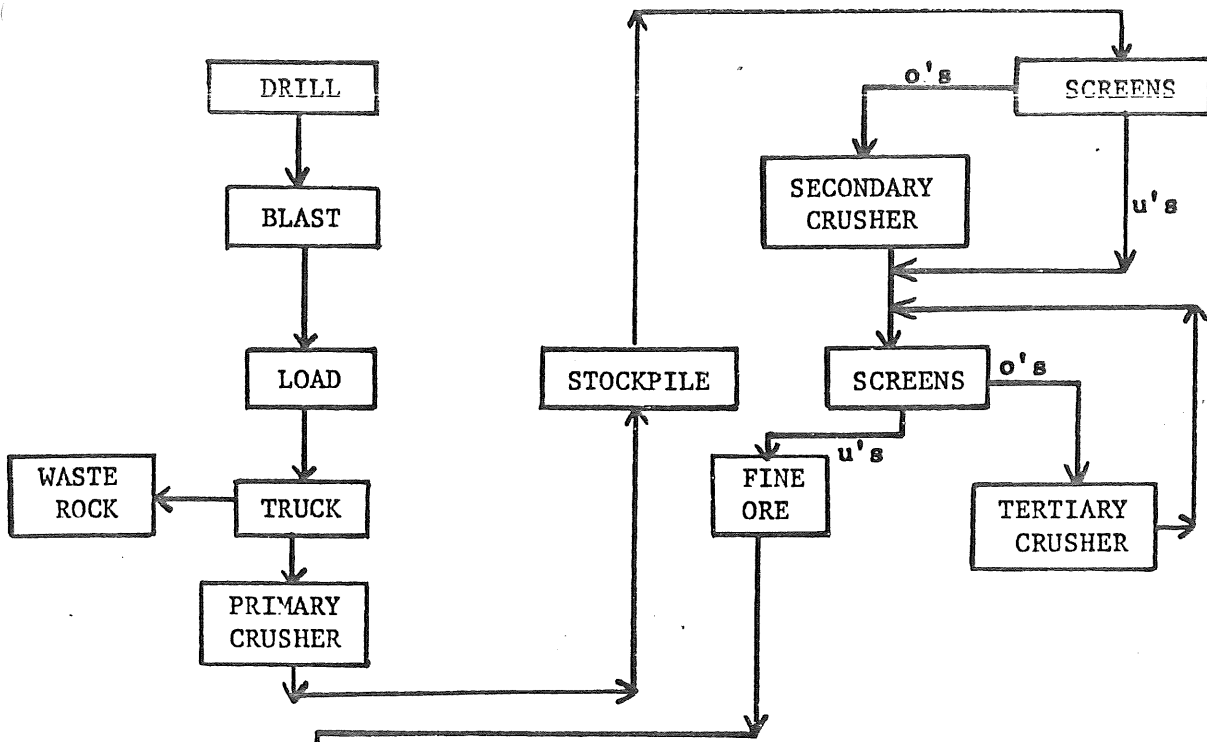 DRILL
BLAST
LOAD
TRUCK
WASTE
ROCK
PRIMARY
CRUSHER
STOCKPILE
SCREENS
o's
u's
SECONDARY
CRUSHER
SCREENS
o's
u's
TERTIARY
CRUSHER
FINE
ORE